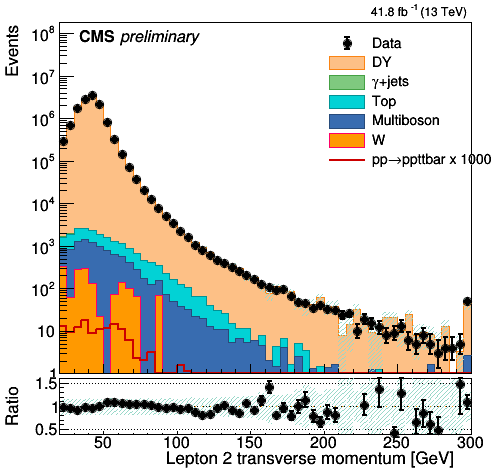 41.8 fb⁻¹ (13 TeV)
CMS preliminary
Events
10⁸
10⁷
10⁶
10⁵
10⁴
10³
10²
10
1
Data
DY
γ+jets
Top
Multiboson
W
pp→ppttbar x 1000
Ratio
1.5
1
0.5
50 100 150 200 250 300
Lepton 2 transverse momentum [GeV]